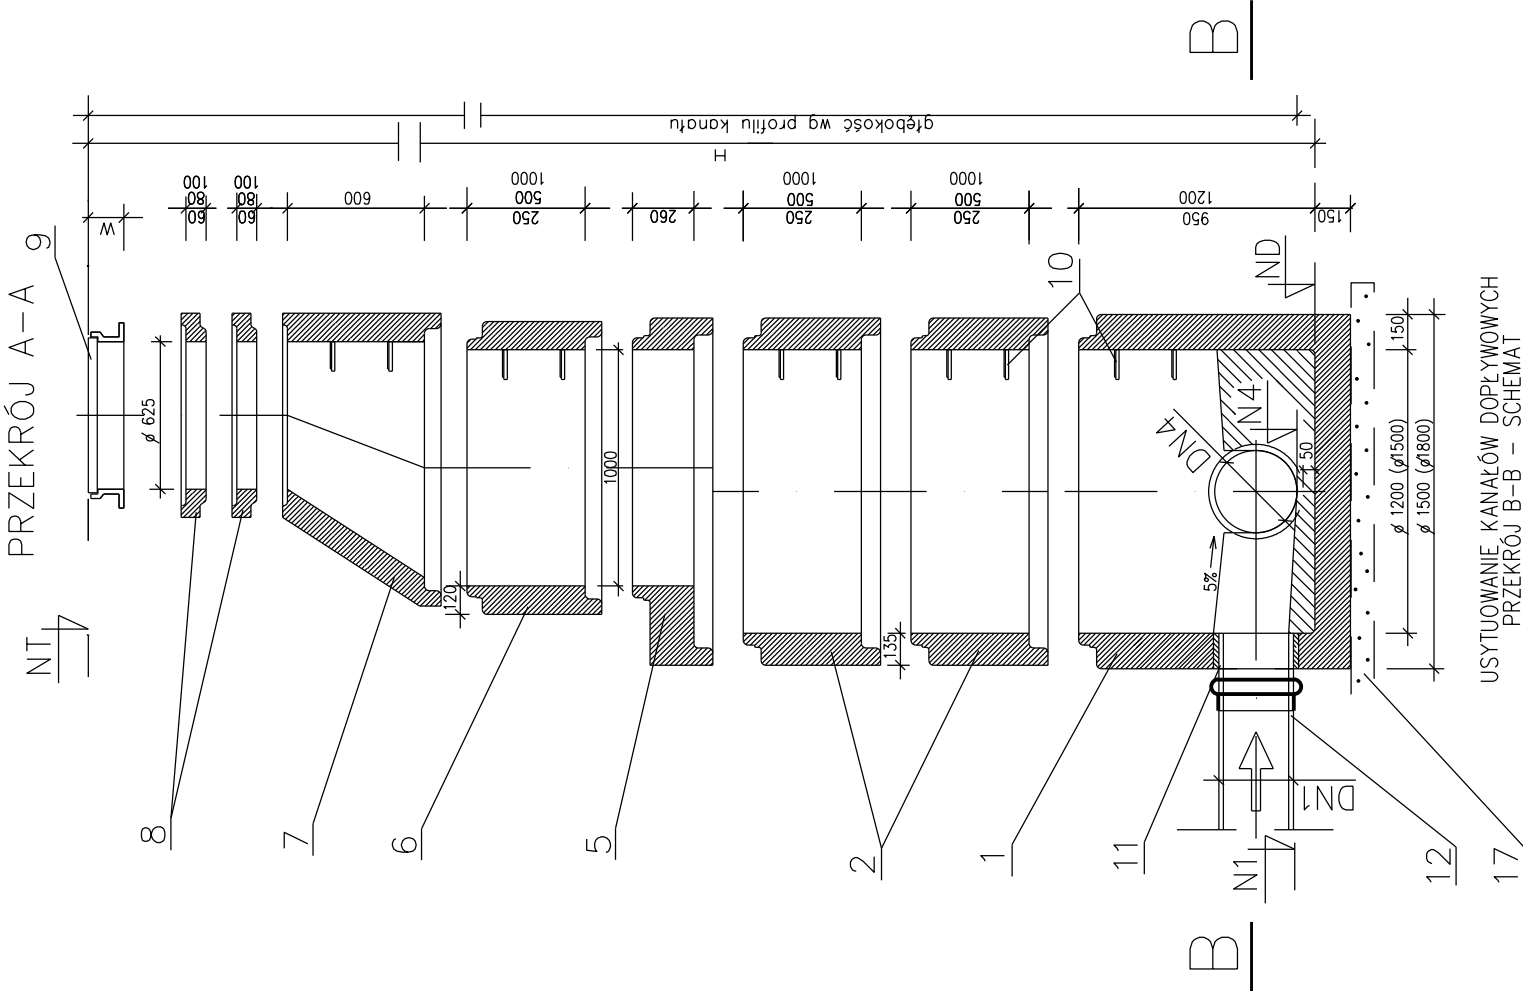 PRZEKRÓJ A-A
NT
9
W
ø 625
60
80
100
60
80
100
600
250
500
1000
260
250
500
1000
250
500
1000
950
1200
150
H
głębokość wg profilu kanału
120
1000
135
8
7
6
5
2
1
11
12
17
10
5%
DN4
N4
50
ND
DN1
N1
150
ø 1200 (ø1500)
ø 1500 (ø1800)
B
B
USYTUOWANIE KANAŁÓW DOPŁYWOWYCH
PRZEKRÓJ B-B - SCHEMAT